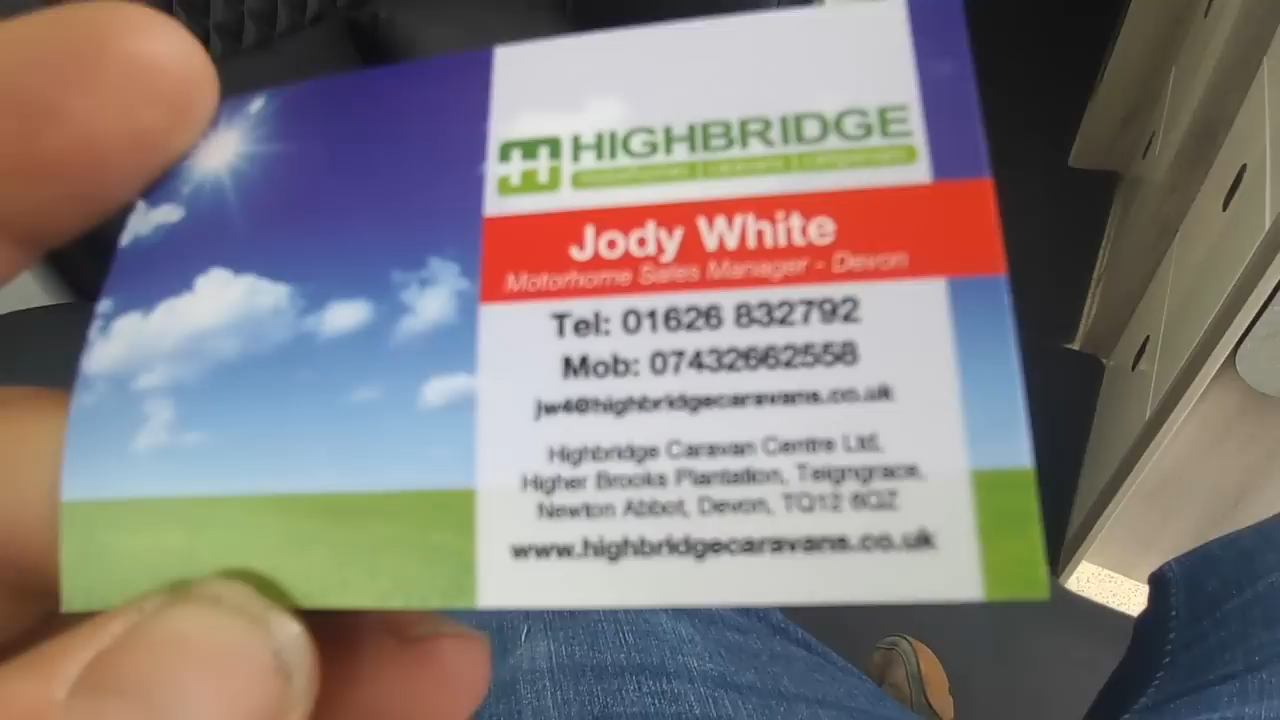 HIGHBRIDGE
Jody White
Motorhome Sales Manager - Devon
Tel: 01626 832792
Mob: 07432662558
jw4@highbridgecaravans.co.uk
Highbridge Caravan Centre Ltd,
Higher Brooks Plantation, Teigngrace,
Newton Abbot, Devon, TQ12 6QZ
www.highbridgecaravans.co.uk